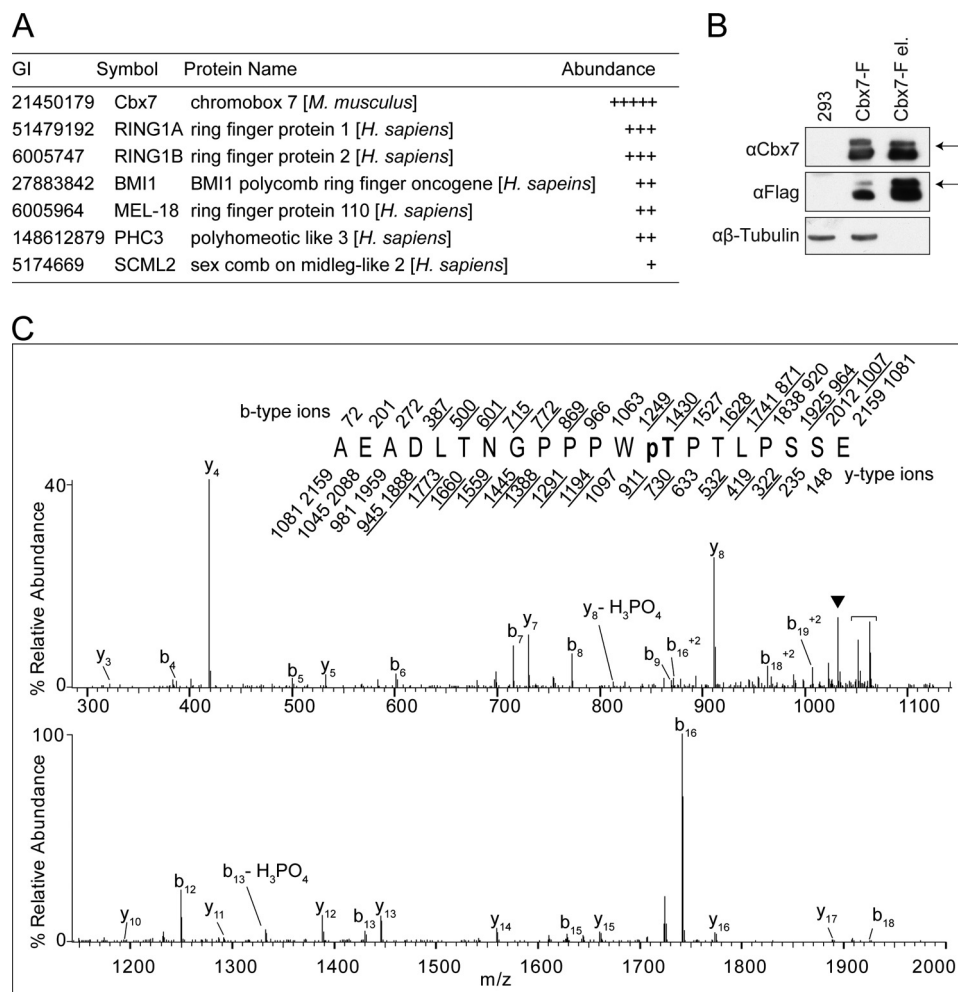 A
GI Symbol Protein Name Abundance
21450179 Cbx7 chromobox 7 [M. musculus] +++++
51479192 RING1A ring finger protein 1 [H. sapiens] +++
6005747 RING1B ring finger protein 2 [H. sapiens] +++
27883842 BMI1 BMI1 polycomb ring finger oncogene [H. sapeins] ++
6005964 MEL-18 ring finger protein 110 [H. sapiens] ++
148612879 PHC3 polyhomeotic like 3 [H. sapiens] ++
5174669 SCML2 sex comb on midleg-like 2 [H. sapiens] +
B
293 Cbx7-F Cbx7-F el.
αCbx7
αFlag
αβ-Tubulin
C
b-type ions 72 201 272 387 500 601 715 772 869 966 1063 1249 1430 1527 1628 1741 871 1838 920 1925 964 2012 1007 2159 1081
A E A D L T N G P P P W pT P T L P S S E
1081 2159 1045 2088 981 1959 945 1888 1773 1660 1559 1445 1388 1291 1194 1097 911 730 633 532 419 322 235 148 y-type ions
% Relative Abundance
40
0
y3 b4 y4 b5 y5 b6 b7 y7 b8 y8- H3PO4 b9 b16+2 y8 b18+2 b19+2
300 400 500 600 700 800 900 1000 1100
% Relative Abundance
100
0
y10 b12 y11 b13- H3PO4 y12 b13 y13 y14 b15 y15 b16 y16 y17 b18
1200 1300 1400 1500 1600 1700 1800 1900 2000
m/z